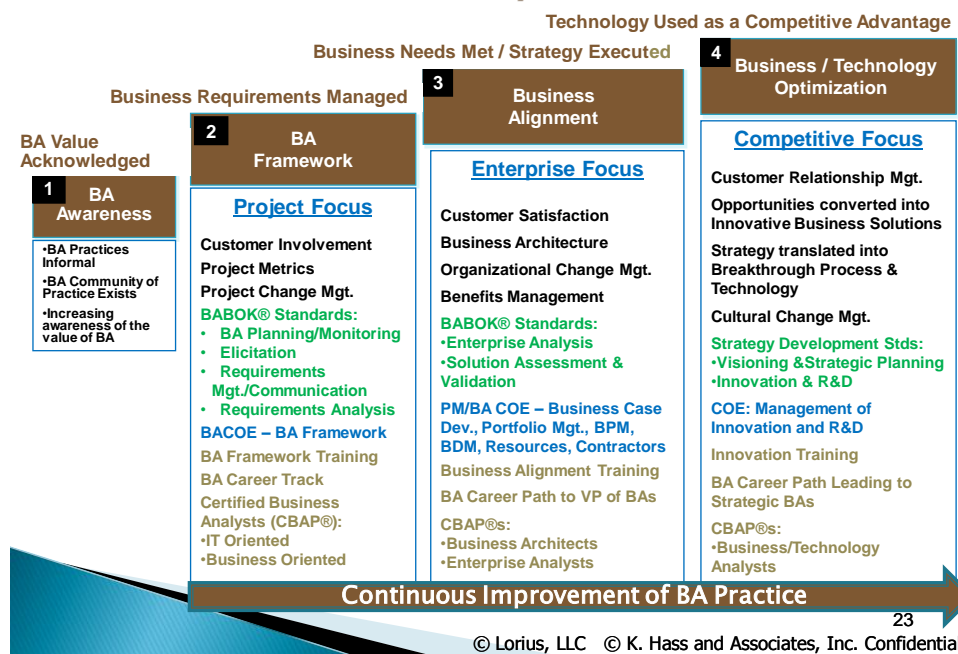 Technology Used as a Competitive Advantage
Business Needs Met / Strategy Executed
Business Requirements Managed
BA Value
Acknowledged
1
BA
Awareness
•BA Practices
Informal
•BA Community of
Practice Exists
•Increasing
awareness of the
value of BA
2
BA
Framework
Project Focus
Customer Involvement
Project Metrics
Project Change Mgt.
BABOK® Standards:
• BA Planning/Monitoring
• Elicitation
• Requirements
Mgt./Communication
• Requirements Analysis
BACOE – BA Framework
BA Framework Training
BA Career Track
Certified Business
Analysts (CBAP®):
•IT Oriented
•Business Oriented
3
Business
Alignment
Enterprise Focus
Customer Satisfaction
Business Architecture
Organizational Change Mgt.
Benefits Management
BABOK® Standards:
•Enterprise Analysis
•Solution Assessment &
Validation
PM/BA COE – Business Case
Dev., Portfolio Mgt., BPM,
BDM, Resources, Contractors
Business Alignment Training
BA Career Path to VP of BAs
CBAP®s:
•Business Architects
•Enterprise Analysts
4
Business / Technology
Optimization
Competitive Focus
Customer Relationship Mgt.
Opportunities converted into
Innovative Business Solutions
Strategy translated into
Breakthrough Process &
Technology
Cultural Change Mgt.
Strategy Development Stds:
•Visioning &Strategic Planning
•Innovation & R&D
COE: Management of
Innovation and R&D
Innovation Training
BA Career Path Leading to
Strategic BAs
CBAP®s:
•Business/Technology
Analysts
Continuous Improvement of BA Practice
23
© Lorius, LLC © K. Hass and Associates, Inc. Confidentia